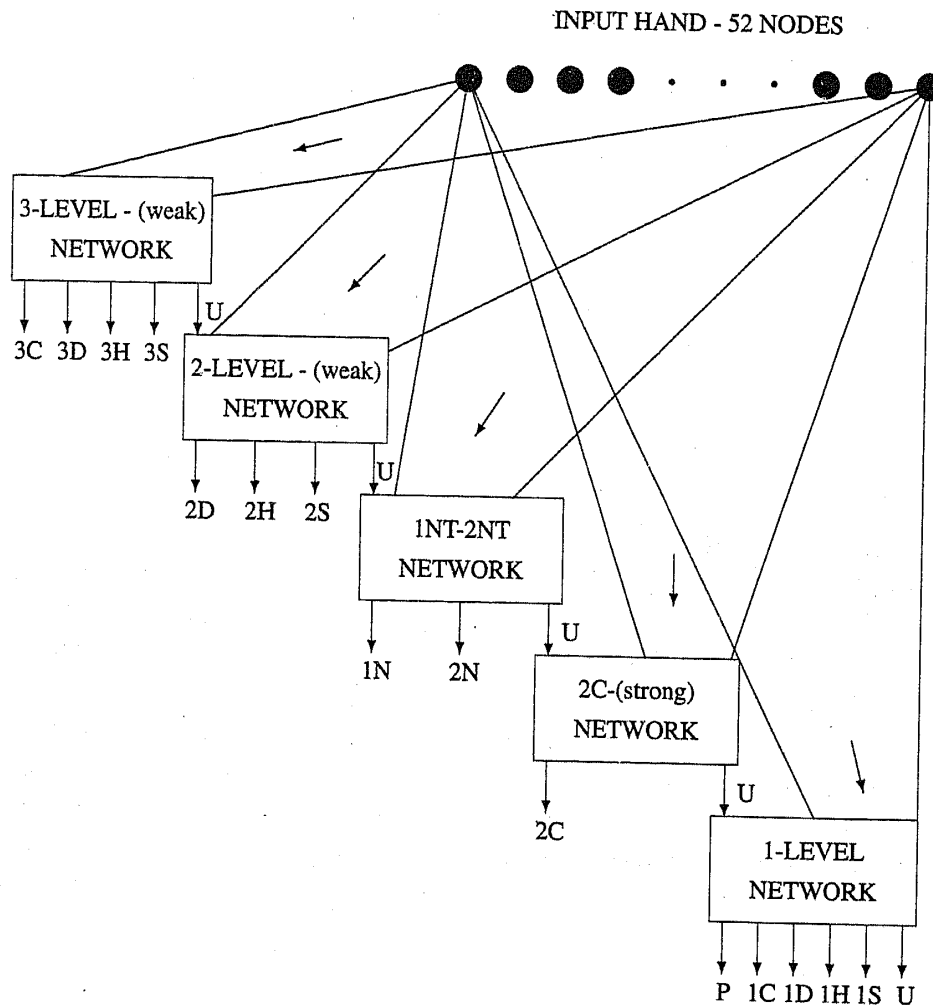 INPUT HAND - 52 NODES
3-LEVEL - (weak)
NETWORK
U
3C 3D 3H 3S
2-LEVEL - (weak)
NETWORK
U
2D 2H 2S
1NT-2NT
NETWORK
U
1N 2N
2C-(strong)
NETWORK
U
2C
1-LEVEL
NETWORK
P 1C 1D 1H 1S U